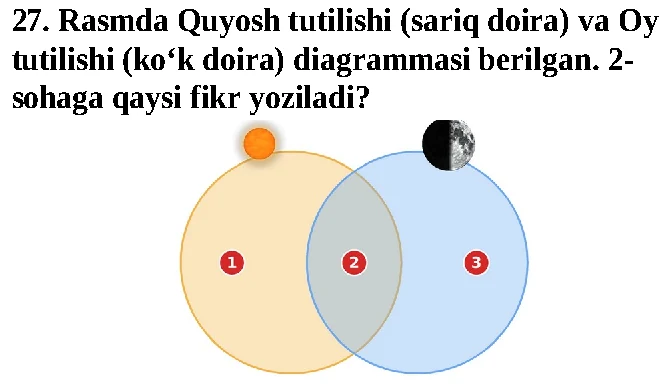 27. Rasmda Quyosh tutilishi (sariq doira) va Oy
tutilishi (ko‘k doira) diagrammasi berilgan. 2-
sohaga qaysi fikr yoziladi?
1
2
3